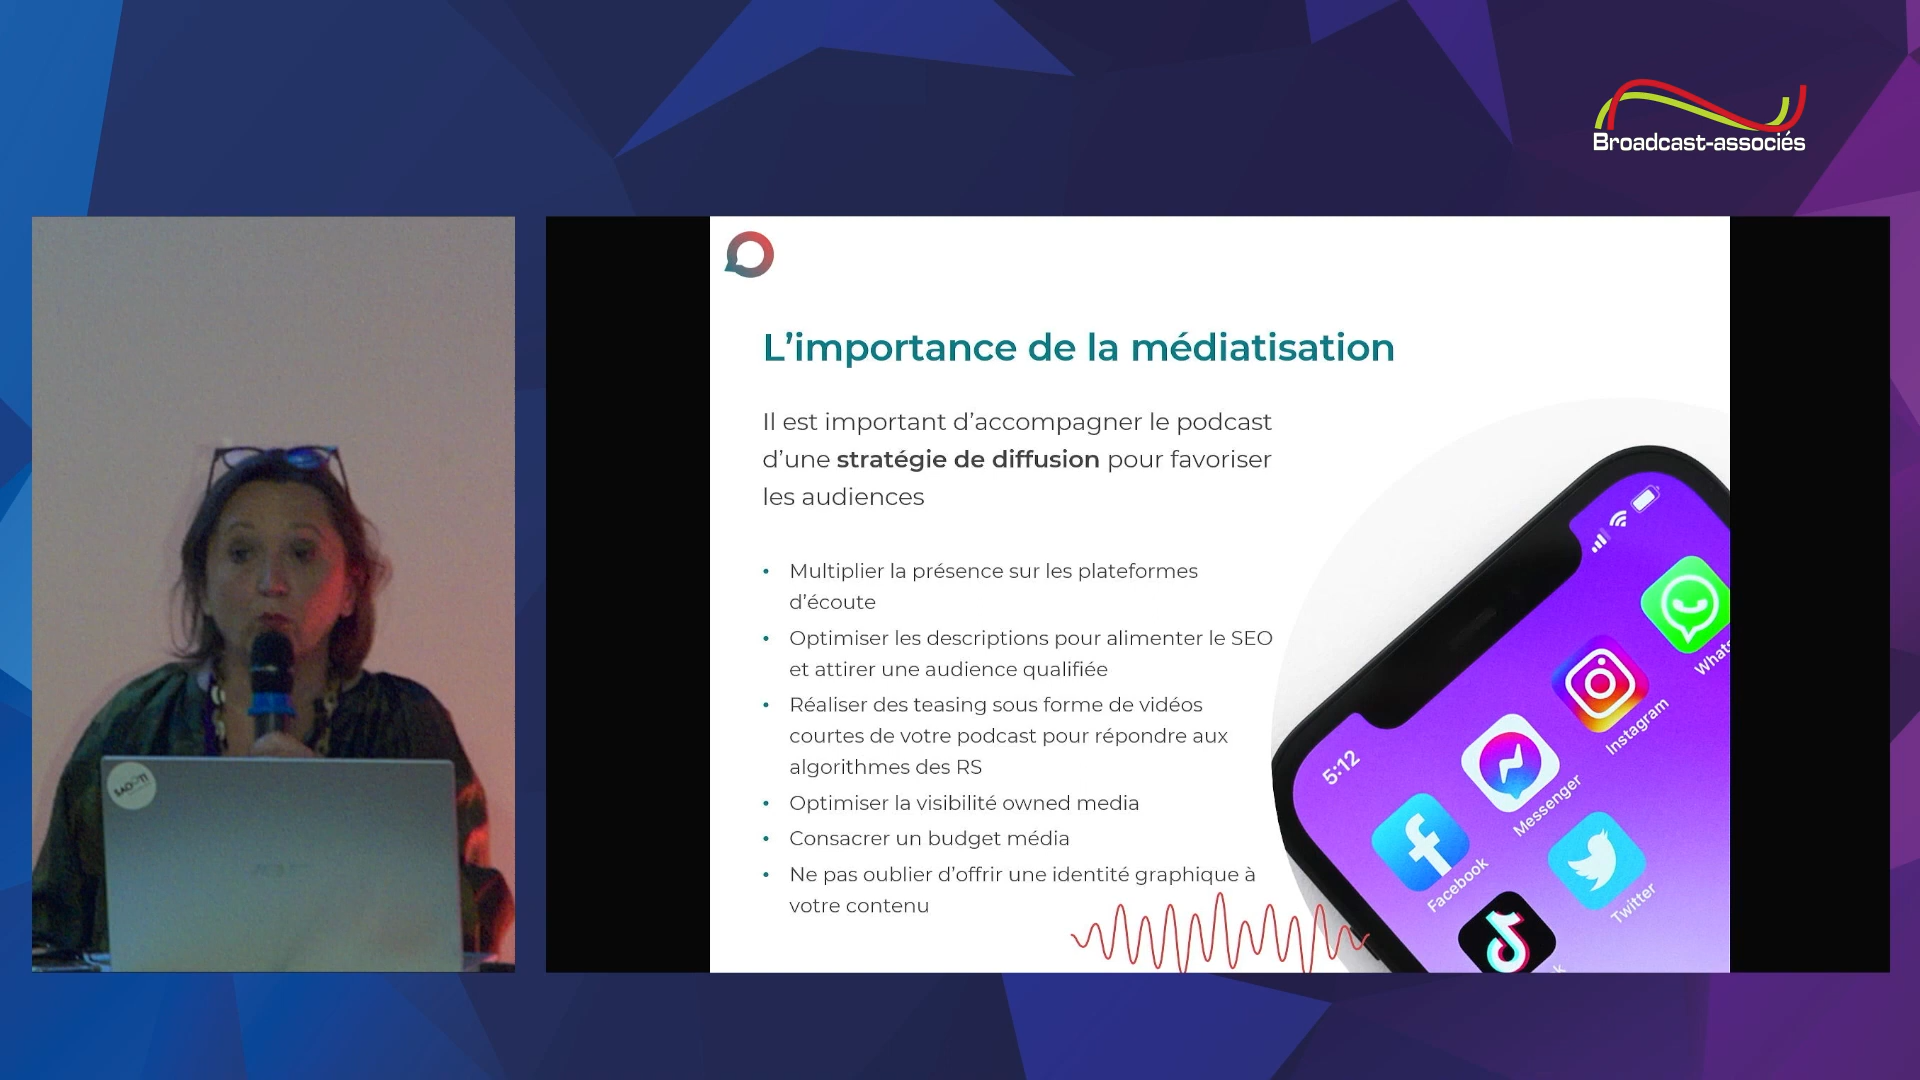 Broadcast-associés
L’importance de la médiatisation
Il est important d’accompagner le podcast
d’une stratégie de diffusion pour favoriser
les audiences
• Multiplier la présence sur les plateformes
d’écoute
• Optimiser les descriptions pour alimenter le SEO
et attirer une audience qualifiée
• Réaliser des teasing sous forme de vidéos
courtes de votre podcast pour répondre aux
algorithmes des RS
• Optimiser la visibilité owned media
• Consacrer un budget média
• Ne pas oublier d’offrir une identité graphique à
votre contenu
5:12
Whats
Instagram
Messenger
Facebook
Twitter
k
SAOOTI